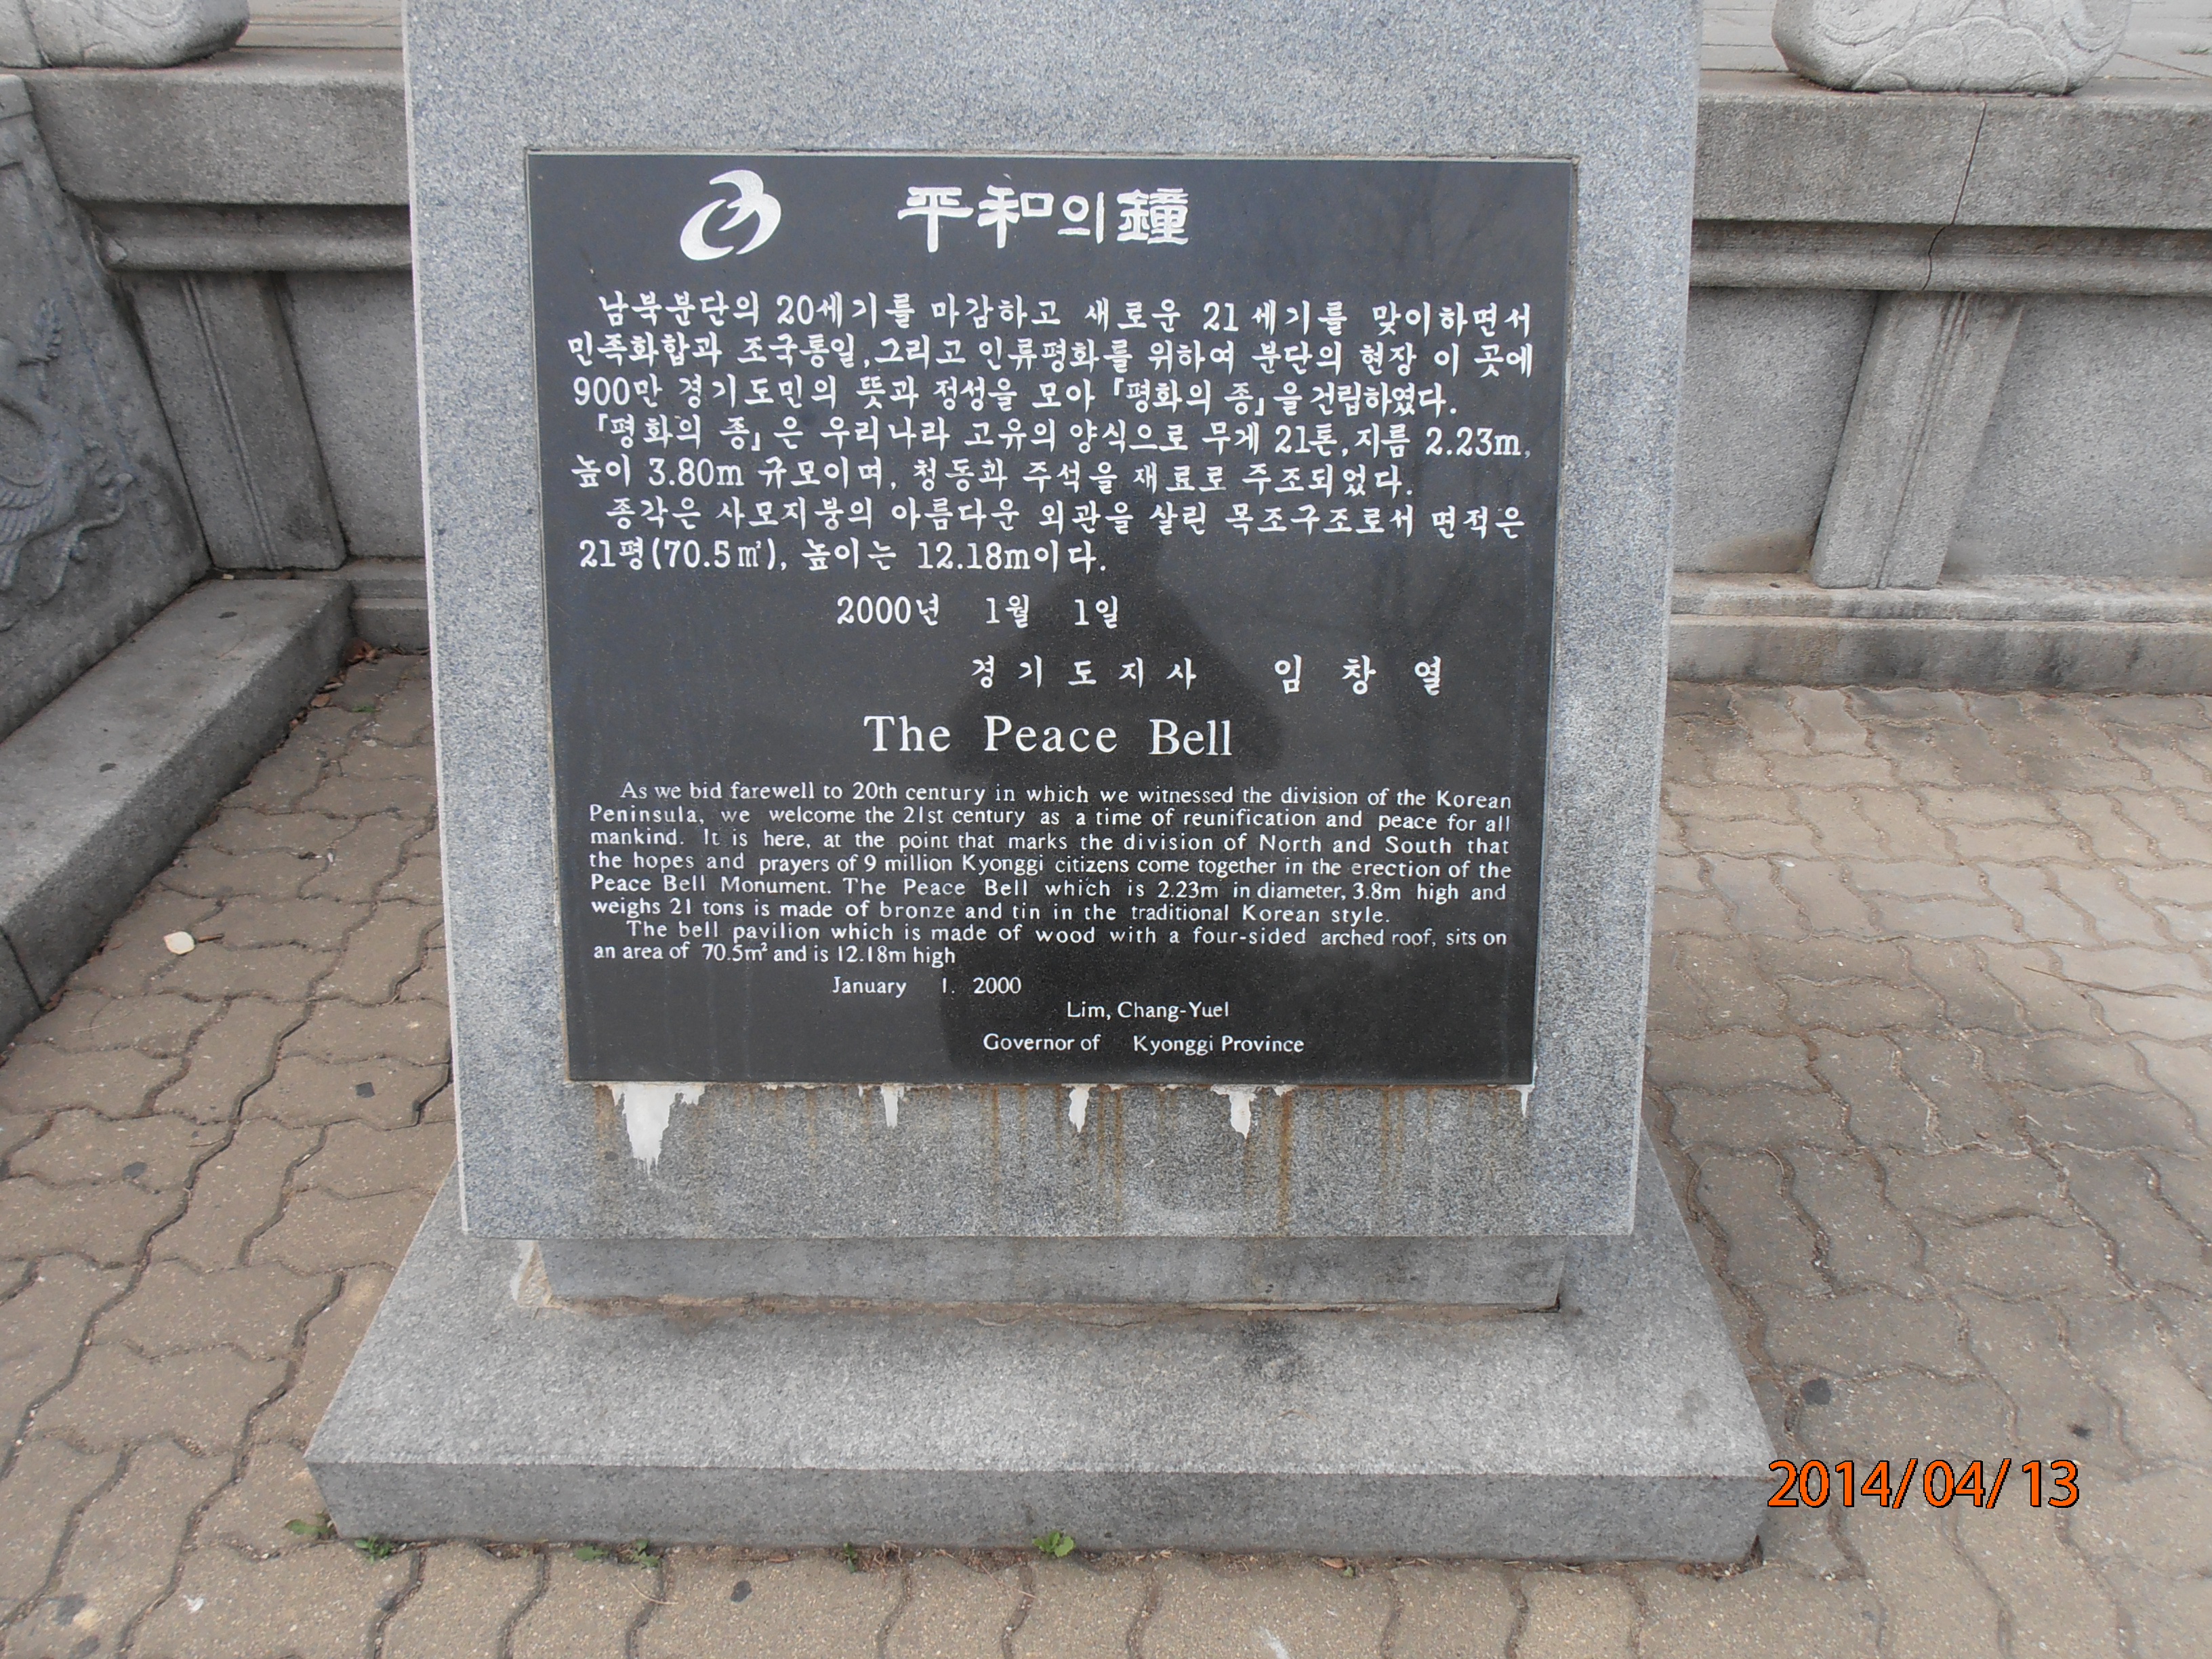 平和의鐘
남북분단의 20세기를 마감하고 새로운 21세기를 맞이하면서
민족화합과 조국통일,그리고 인류평화를 위하여 분단의 현장 이 곳에
900만 경기도민의 뜻과 정성을 모아 「평화의 종」을 건립하였다.
「평화의 종」은 우리나라 고유의 양식으로 무게 21톤, 지름 2.23m,
높이 3.80m 규모이며, 청동과 주석을 재료로 주조되었다.
종각은 사모지붕의 아름다운 외관을 살린 목조구조로서 면적은
21평(70.5㎡), 높이는 12.18m이다.
2000년 1월 1일
경기도지사 임창열
The Peace Bell
As we bid farewell to 20th century in which we witnessed the division of the Korean
Peninsula, we welcome the 21st century as a time of reunification and peace for all
mankind. It is here, at the point that marks the division of North and South that
the hopes and prayers of 9 million Kyonggi citizens come together in the erection of the
Peace Bell Monument. The Peace Bell which is 2.23m in diameter, 3.8m high and
weighs 21 tons is made of bronze and tin in the traditional Korean style.
The bell pavilion which is made of wood with a four-sided arched roof, sits on
an area of 70.5m² and is 12.18m high
January 1. 2000
Lim, Chang-Yuel
Governor of Kyonggi Province
2014/04/13